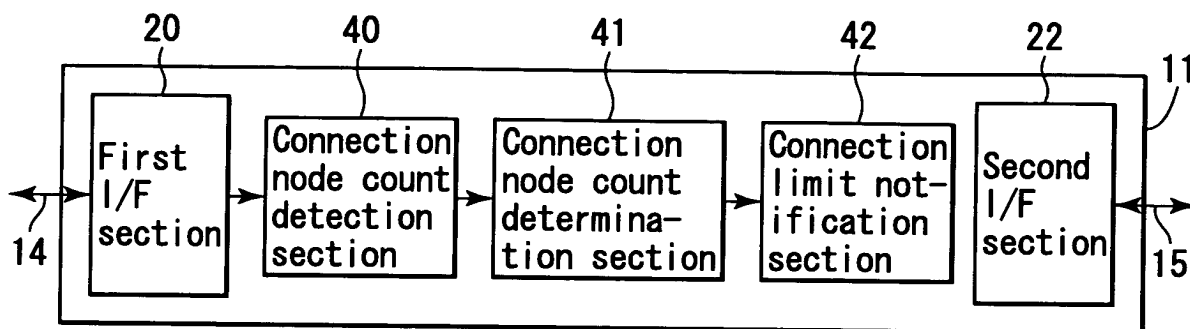 20
40
41
42
22
11
First
I/F
section
Connection
node count
detection
section
Connection
node count
determina-
tion section
Connection
limit not-
ification
section
Second
I/F
section
14
15